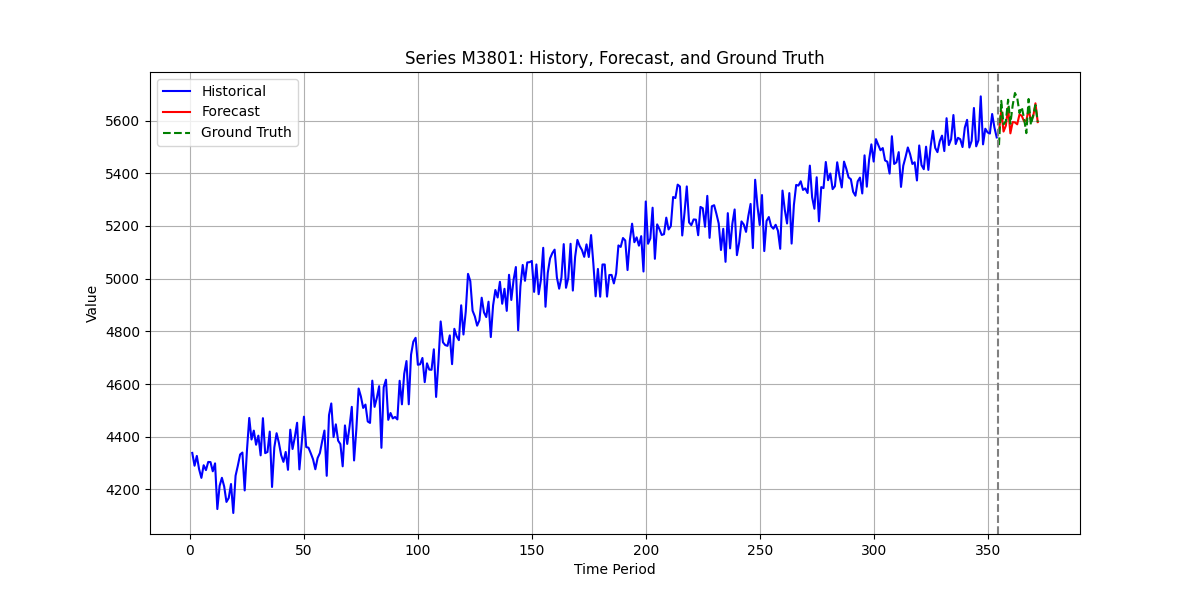 Series M3801: History, Forecast, and Ground Truth
Historical
Forecast
Ground Truth
Value
5600
5400
5200
5000
4800
4600
4400
4200
0 50 100 150 200 250 300 350
Time Period